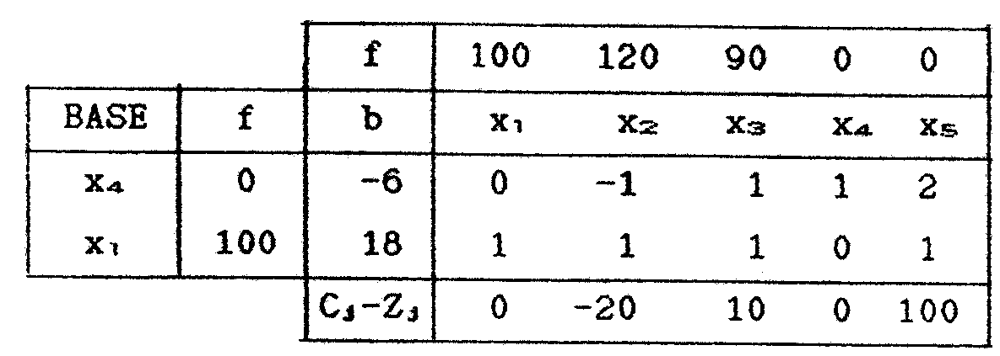 f 100 120 90 0 0
BASE f b x₁ x₂ x₃ x₄ x₅
x₄ 0 -6 0 -1 1 1 2
x₁ 100 18 1 1 1 0 1
Cⱼ-Zⱼ 0 -20 10 0 100